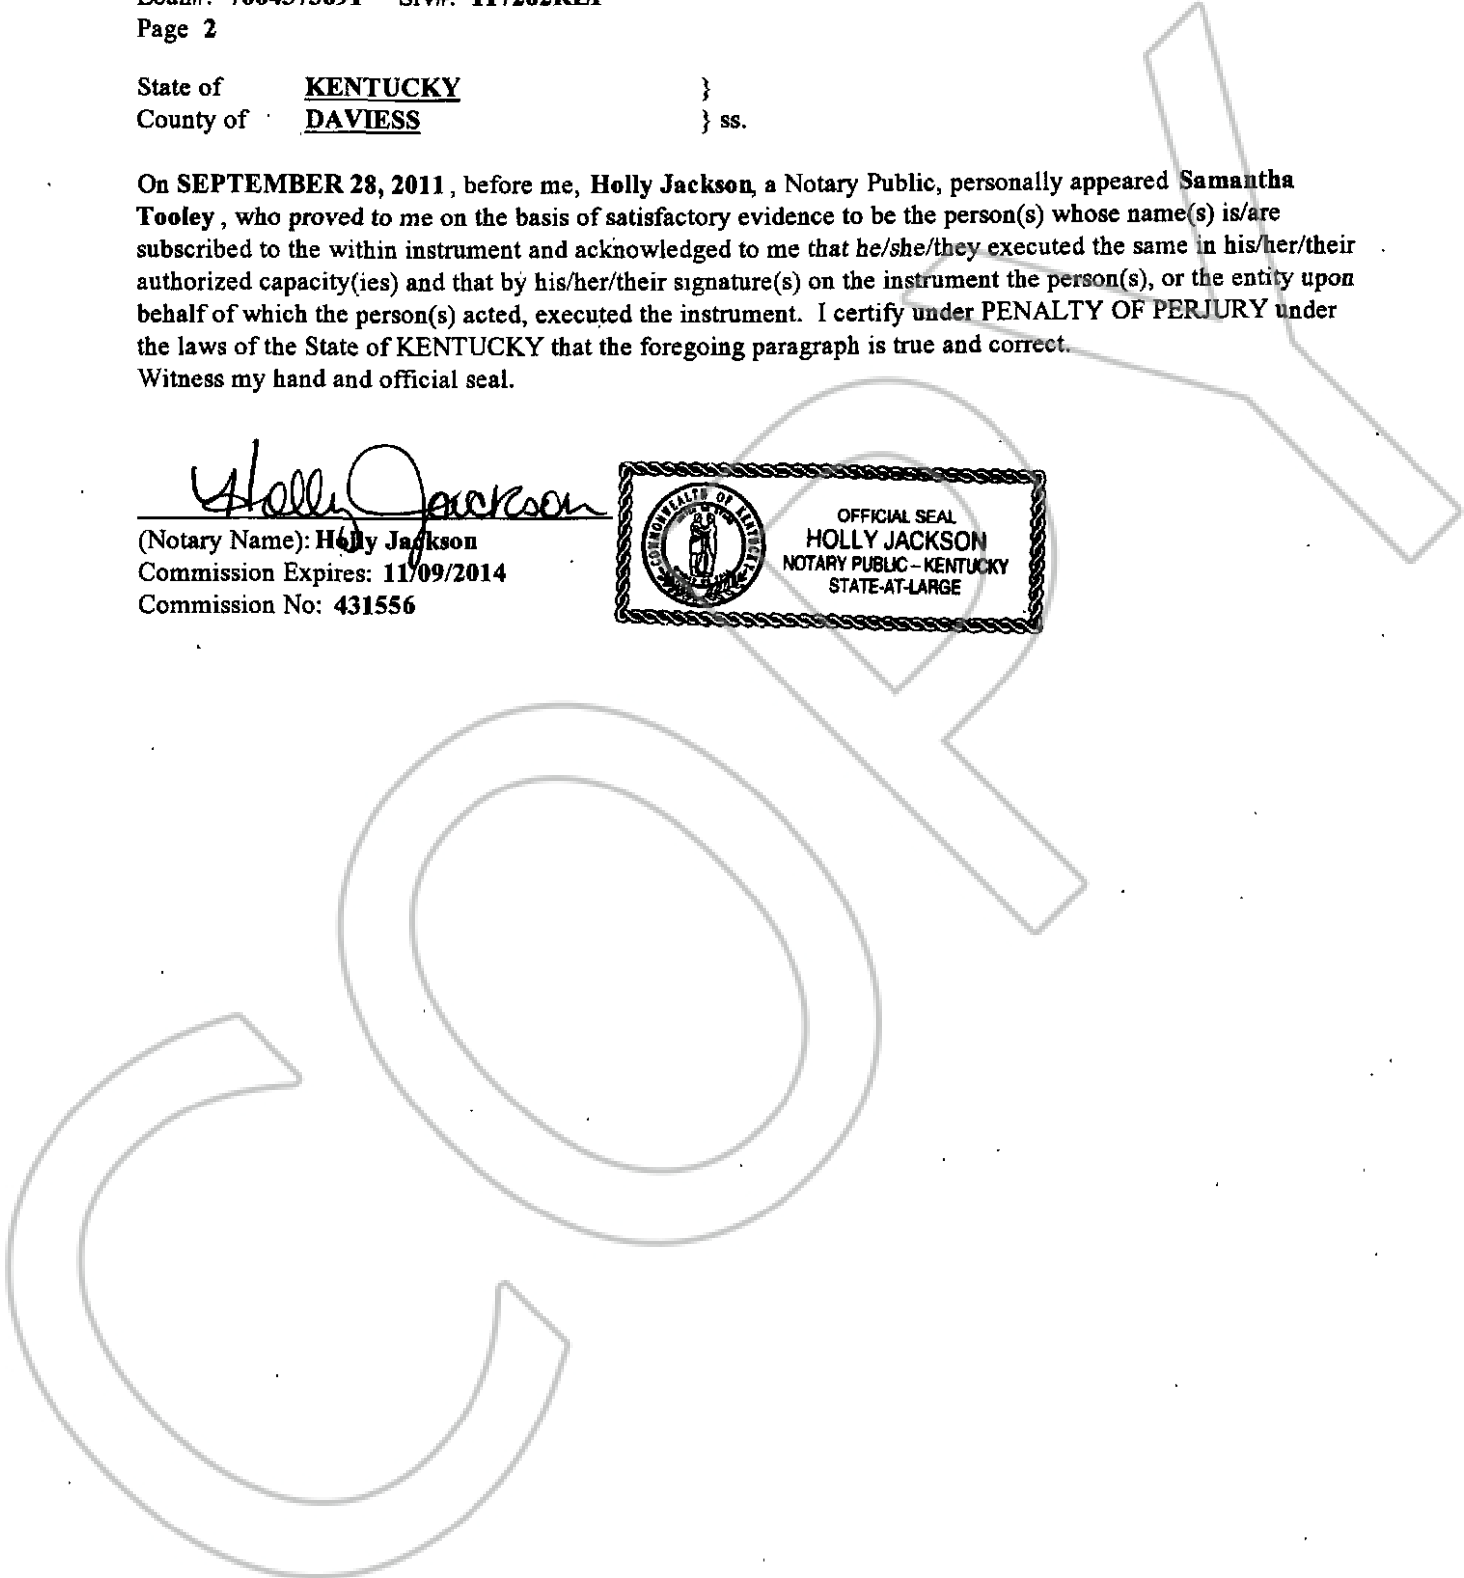 Page 2
State of KENTUCKY }
County of DAVIESS } ss.
On SEPTEMBER 28, 2011 , before me, Holly Jackson, a Notary Public, personally appeared Samantha
Tooley , who proved to me on the basis of satisfactory evidence to be the person(s) whose name(s) is/are
subscribed to the within instrument and acknowledged to me that he/she/they executed the same in his/her/their
authorized capacity(ies) and that by his/her/their signature(s) on the instrument the person(s), or the entity upon
behalf of which the person(s) acted, executed the instrument. I certify under PENALTY OF PERJURY under
the laws of the State of KENTUCKY that the foregoing paragraph is true and correct.
Witness my hand and official seal.
Holly Jackson
(Notary Name): Holly Jackson
Commission Expires: 11/09/2014
Commission No: 431556
COMMONWEALTH OF KENTUCKY
OFFICIAL SEAL
HOLLY JACKSON
NOTARY PUBLIC – KENTUCKY
STATE-AT-LARGE
COPY